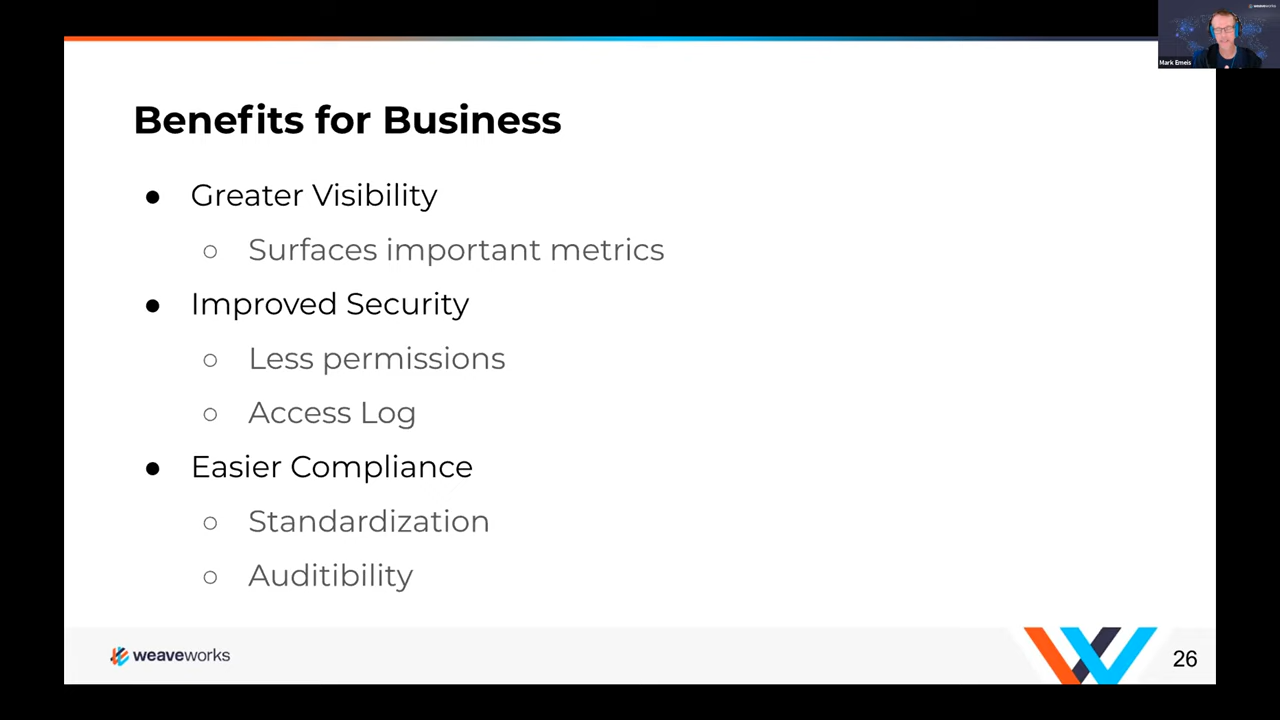 weaveworks
Mark Emeis
Benefits for Business
● Greater Visibility
○ Surfaces important metrics
● Improved Security
○ Less permissions
○ Access Log
● Easier Compliance
○ Standardization
○ Auditibility
weaveworks
26